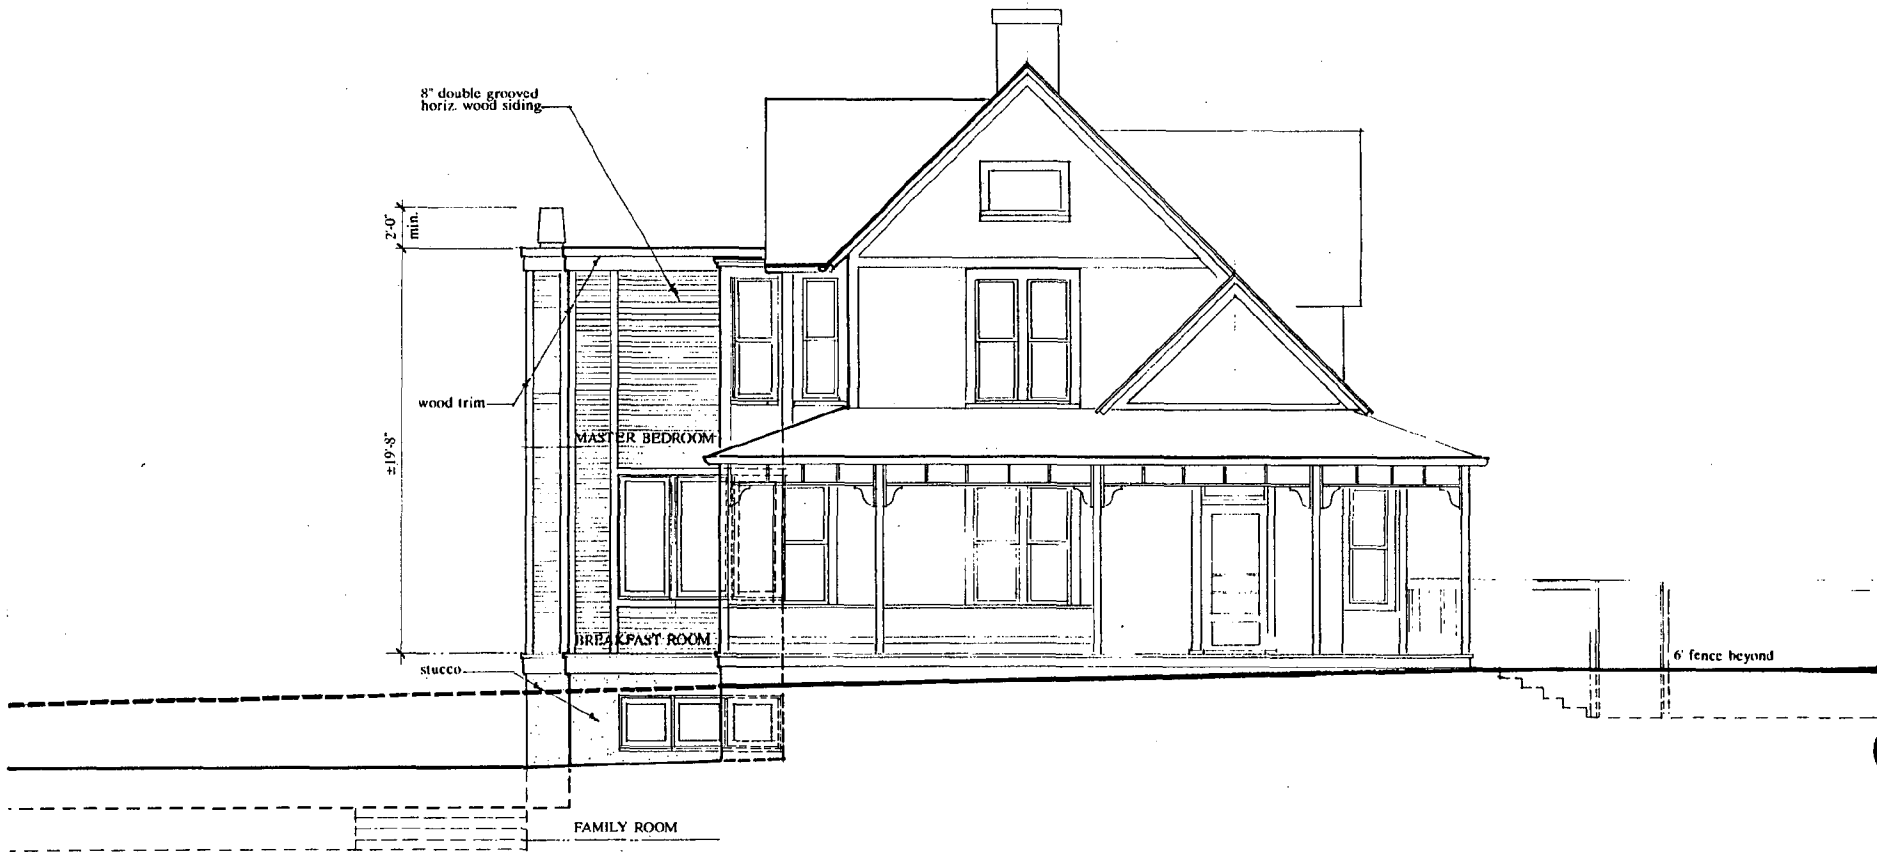 8" double grooved
horiz. wood siding
2'-0"
min.
wood trim
±19'-8"
MASTER BEDROOM
BREAKFAST ROOM
stucco
6' fence beyond
FAMILY ROOM